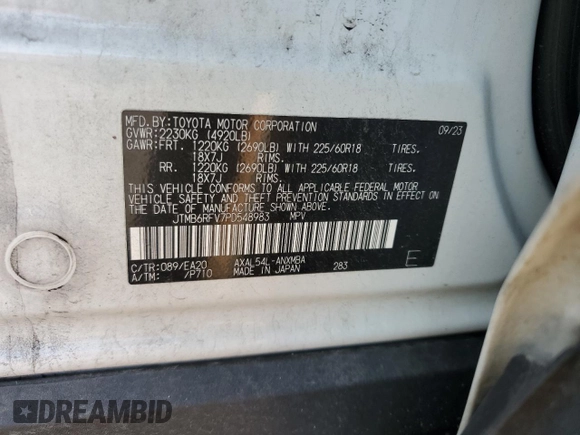 MFD.BY:TOYOTA MOTOR CORPORATION 09/23
GVWR:2230KG (4920LB)
GAWR:FRT. 1220KG (2690LB) WITH 225/60R18 TIRES.
18X7J RIMS.
RR. 1220KG (2690LB) WITH 225/60R18 TIRES.
18X7J RIMS.
THIS VEHICLE CONFORMS TO ALL APPLICABLE FEDERAL MOTOR
VEHICLE SAFETY AND THEFT PREVENTION STANDARDS IN EFFECT ON
THE DATE OF MANUFACTURE SHOWN ABOVE.
JTMB6RFV7PD548983 MPV
C/TR:089/EA20 AXAL54L-ANXMBA
A/TM: /P710 MADE IN JAPAN 283 E
DREAMBID